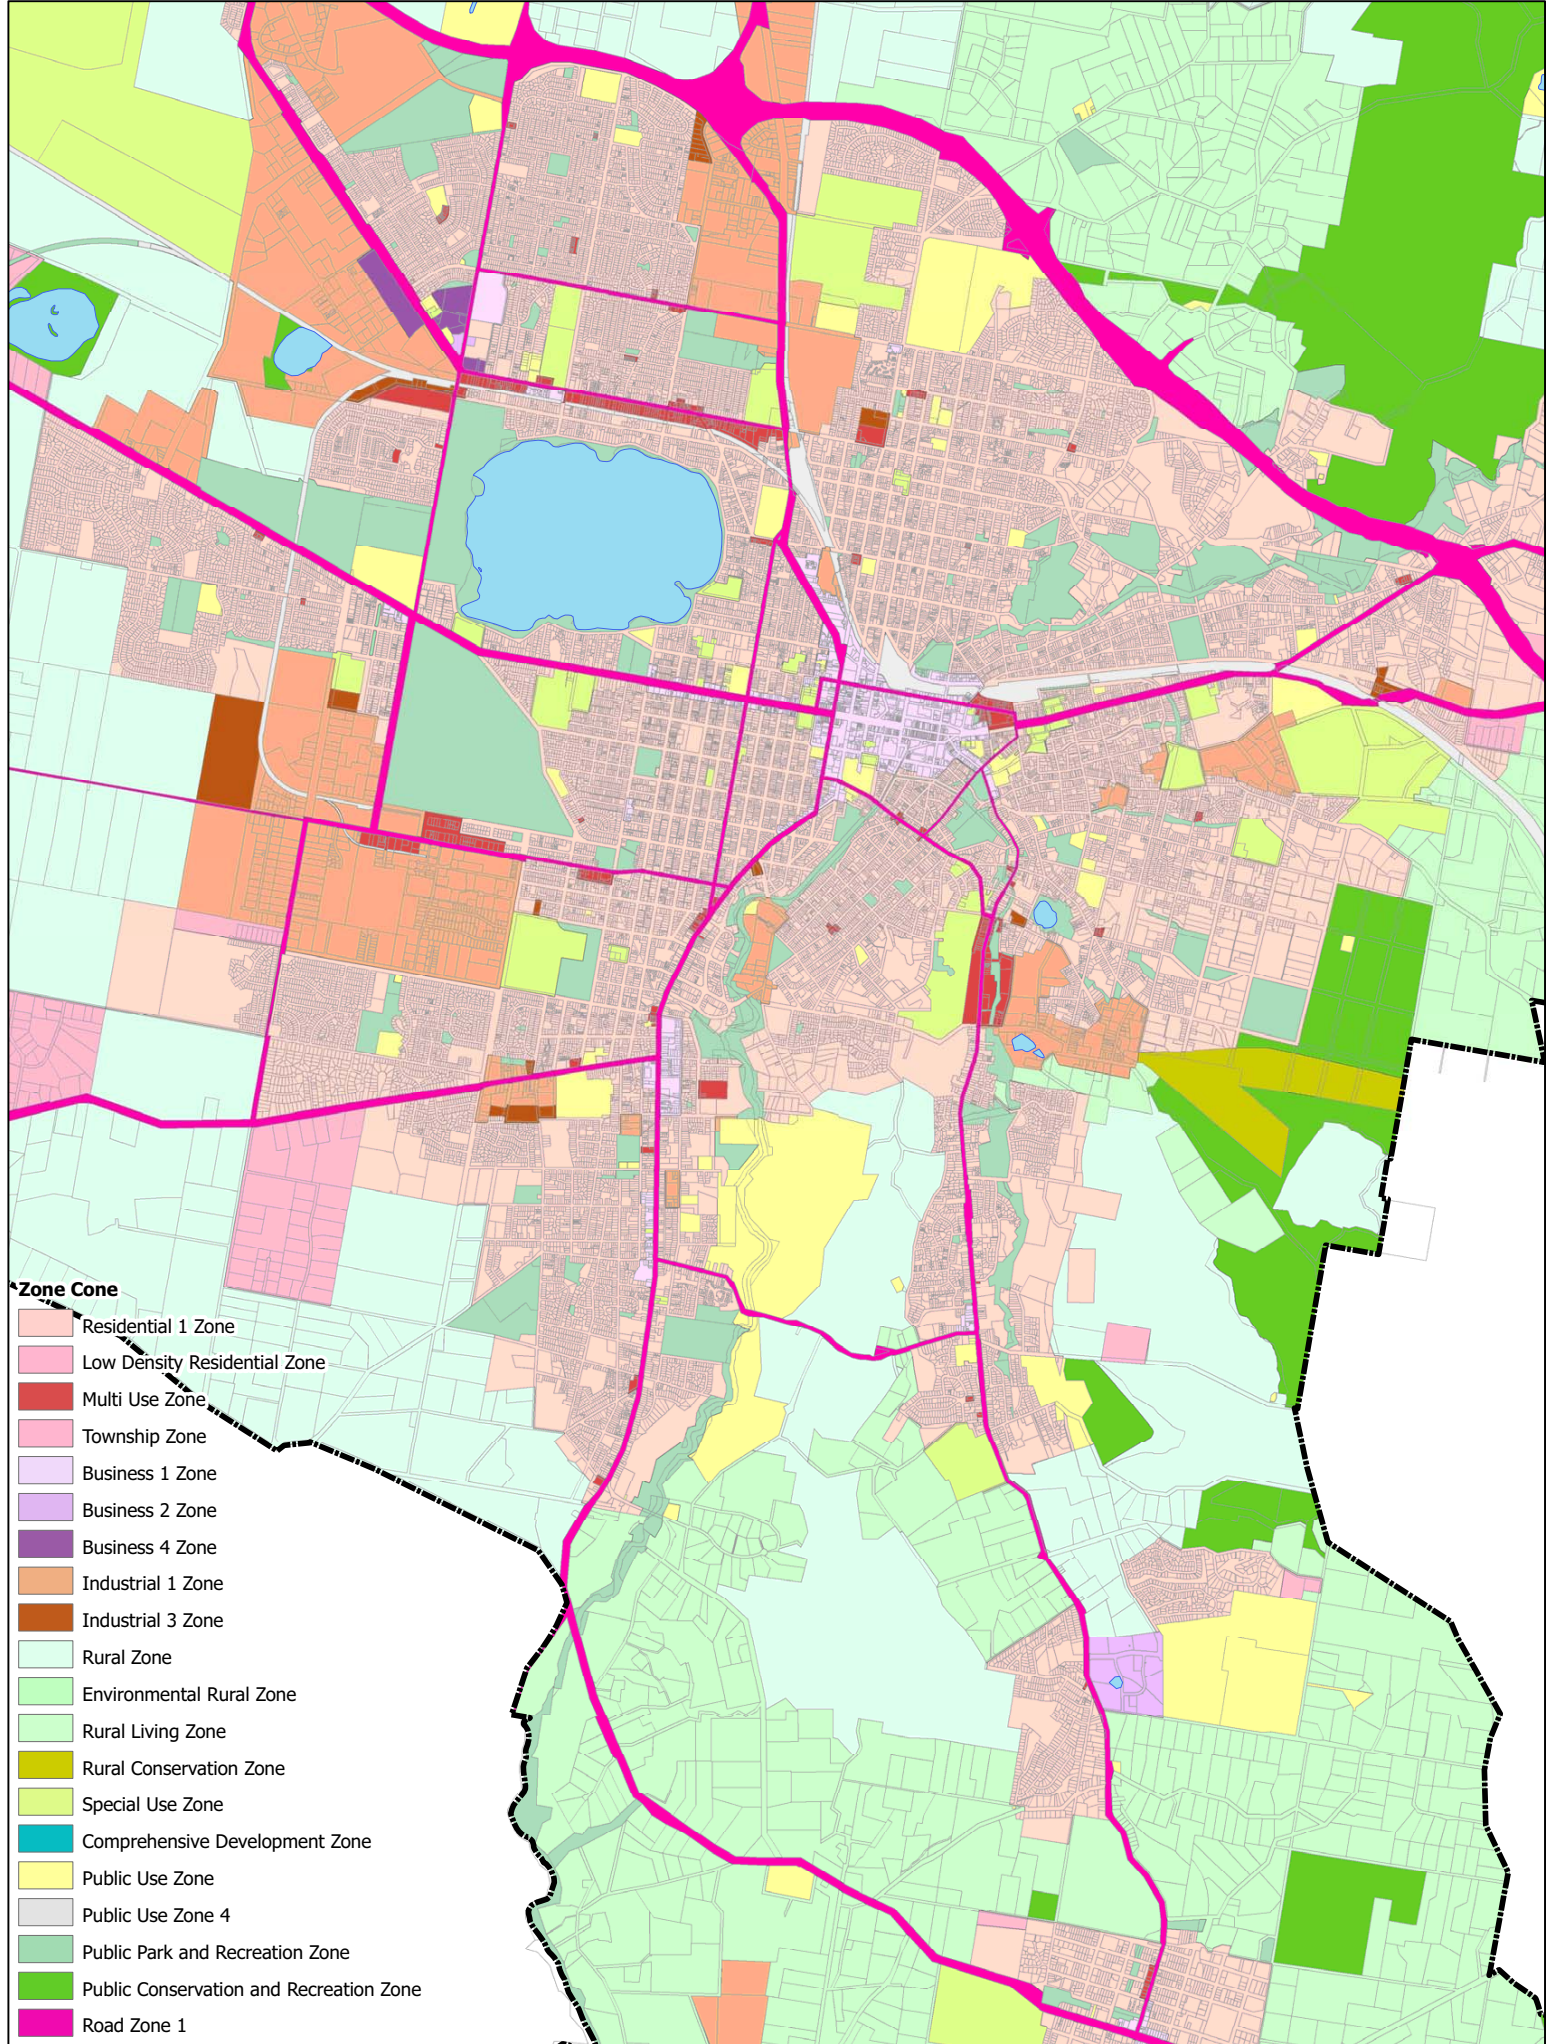 Zone Cone
Residential 1 Zone
Low Density Residential Zone
Multi Use Zone
Township Zone
Business 1 Zone
Business 2 Zone
Business 4 Zone
Industrial 1 Zone
Industrial 3 Zone
Rural Zone
Environmental Rural Zone
Rural Living Zone
Rural Conservation Zone
Special Use Zone
Comprehensive Development Zone
Public Use Zone
Public Use Zone 4
Public Park and Recreation Zone
Public Conservation and Recreation Zone
Road Zone 1